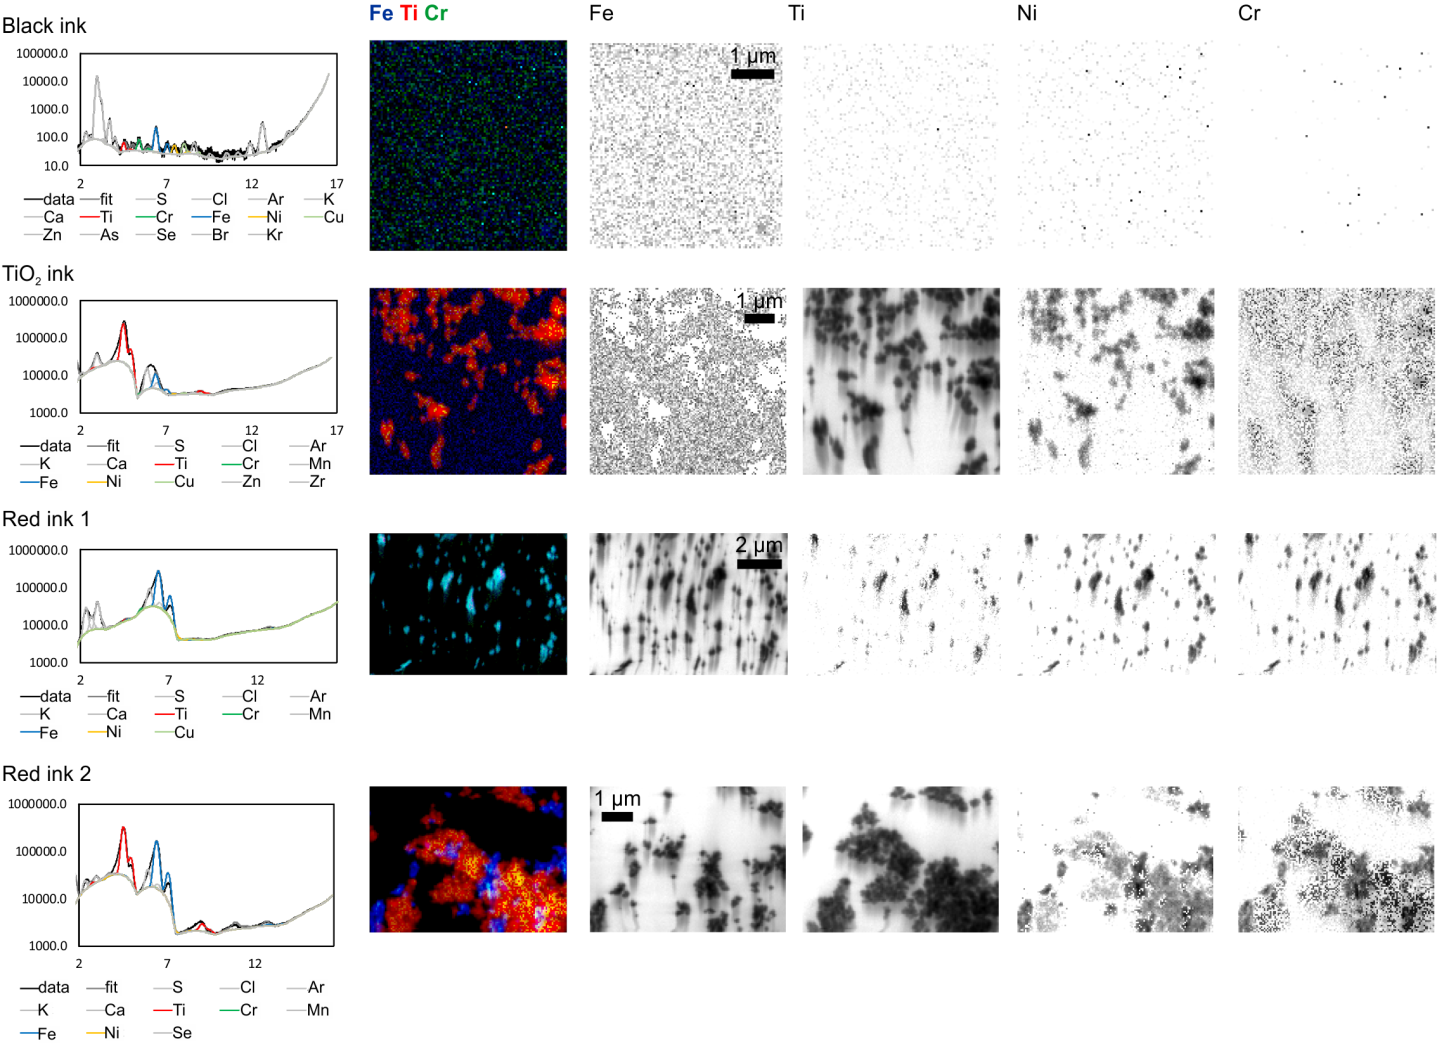 Fe Ti Cr
Fe
Ti
Ni
Cr
Black ink
100000.0
10000.0
1000.0
100.0
10.0
2 7 12 17
data fit S Cl Ar K
Ca Ti Cr Fe Ni Cu
Zn As Se Br Kr
1 µm
TiO2 ink
1000000.0
100000.0
10000.0
1000.0
2 7 12 17
data fit S Cl Ar
K Ca Ti Cr Mn
Fe Ni Cu Zn Zr
1 µm
Red ink 1
1000000.0
100000.0
10000.0
1000.0
2 7 12
data fit S Cl Ar
K Ca Ti Cr Mn
Fe Ni Cu
2 µm
Red ink 2
1000000.0
100000.0
10000.0
1000.0
2 7 12
data fit S Cl Ar
K Ca Ti Cr Mn
Fe Ni Se
1 µm